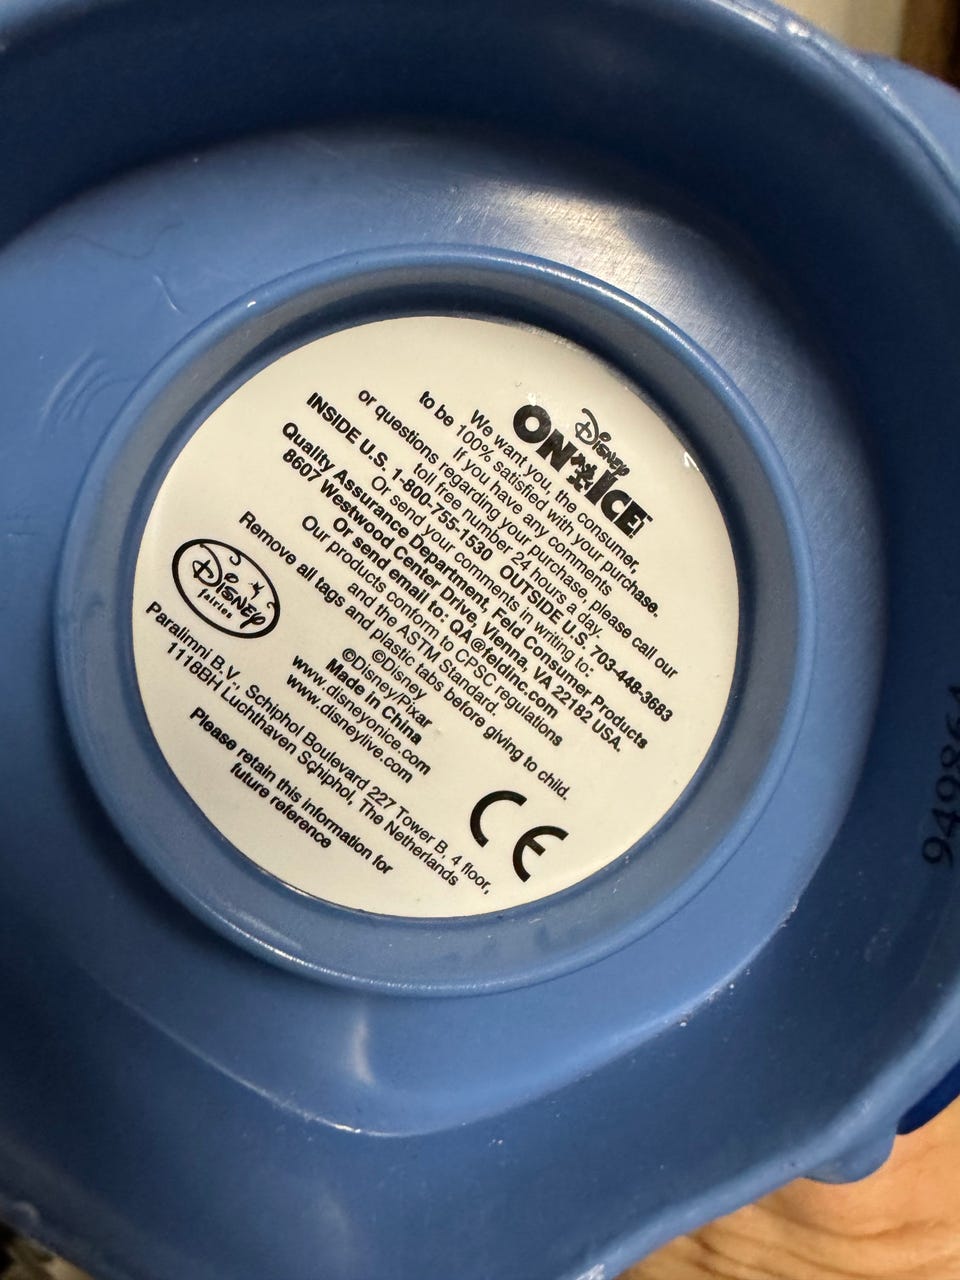 Disney
ON ICE
We want you, the consumer,
to be 100% satisfied with your purchase.
If you have any comments
or questions regarding your purchase, please call our
toll free number 24 hours a day.
INSIDE U.S. 1-800-755-1530 OUTSIDE U.S. 703-448-3683
Or send your comments in writing to:
Quality Assurance Department, Feld Consumer Products
8607 Westwood Center Drive, Vienna, VA 22182 USA.
Or send email to: QA@feldinc.com
Our products conform to CPSC regulations
and the ASTM Standard.
Remove all tags and plastic tabs before giving to child.
©Disney
©Disney/Pixar
Made in China
www.disneyonice.com
www.disneylive.com
CE
Disney
fairies
Paralimni B.V, Schiphol Boulevard 227 Tower B, 4 floor,
1118BH Luchthaven Schiphol, The Netherlands
Please retain this information for
future reference